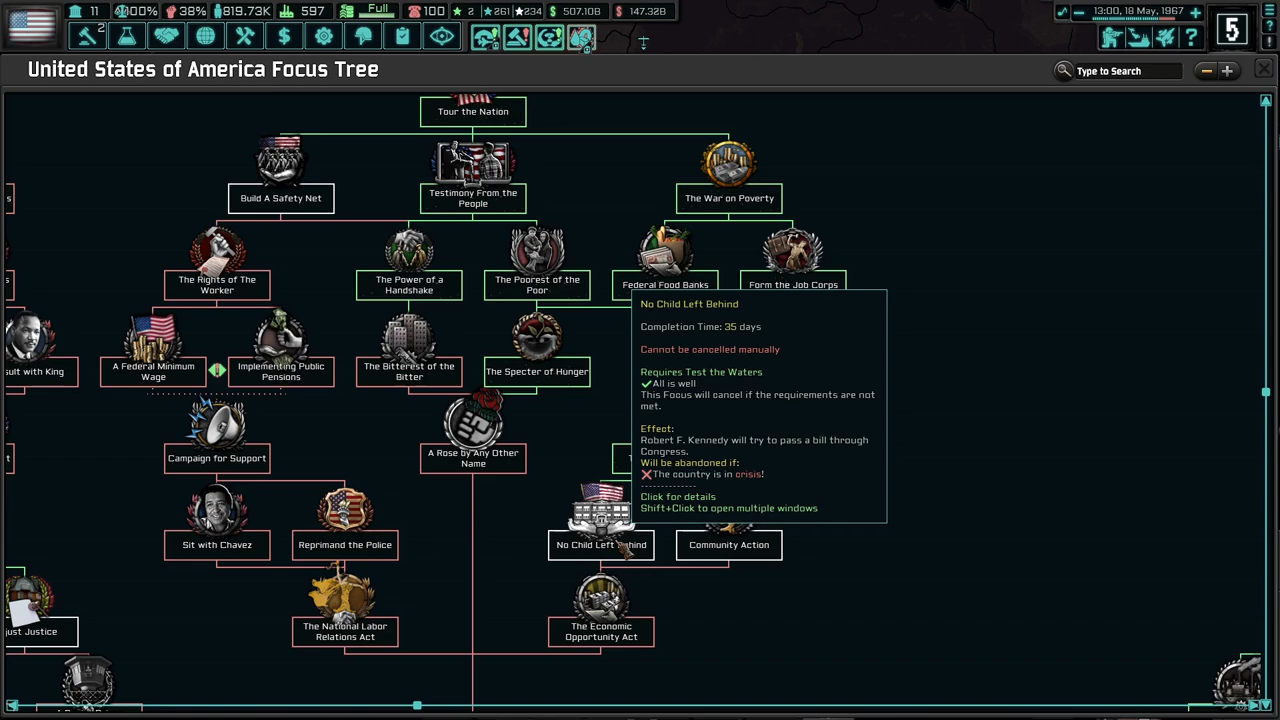 11
100%
38%
819.73K
597
Full
100
2
261
234
$ 507.10B
$ 147.32B
13:00, 18 May, 1967
2
5
United States of America Focus Tree
Type to Search
Tour the Nation
Build A Safety Net
Testimony From the
People
The War on Poverty
The Rights of The
Worker
The Power of a
Handshake
The Poorest of the
Poor
Federal Food Banks
Form the Job Corps
No Child Left Behind
Completion Time: 35 days
Cannot be cancelled manually
Requires Test the Waters
All is well
This Focus will cancel if the requirements are not
met.
Effect:
Robert F. Kennedy will try to pass a bill through
Congress.
Will be abandoned if:
The country is in crisis!
--------------
Click for details
Shift+Click to open multiple windows
sult with King
A Federal Minimum
Wage
Implementing Public
Pensions
The Bitterest of the
Bitter
The Specter of Hunger
Campaign for Support
A Rose by Any Other
Name
Sit with Chavez
Reprimand the Police
No Child Left Behind
Community Action
just Justice
The National Labor
Relations Act
The Economic
Opportunity Act